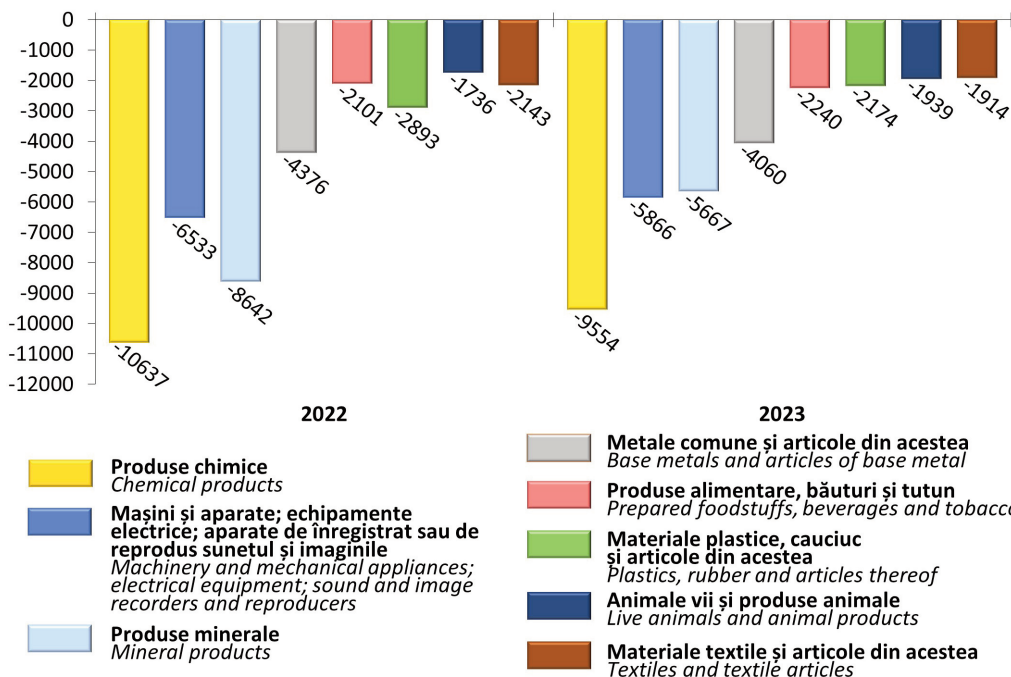 0
-1000
-2000
-3000
-4000
-5000
-6000
-7000
-8000
-9000
-10000
-11000
-12000
-10637
-6533
-8642
-4376
-2101
-2893
-1736
-2143
-9554
-5866
-5667
-4060
-2240
-2174
-1939
-1914
2022
2023
Produse chimice
Chemical products
Mașini și aparate; echipamente
electrice; aparate de înregistrat sau de
reprodus sunetul și imaginile
Machinery and mechanical appliances;
electrical equipment; sound and image
recorders and reproducers
Produse minerale
Mineral products
Metale comune și articole din acestea
Base metals and articles of base metal
Produse alimentare, băuturi și tutun
Prepared foodstuffs, beverages and tobacco
Materiale plastice, cauciuc
și articole din acestea
Plastics, rubber and articles thereof
Animale vii și produse animale
Live animals and animal products
Materiale textile și articole din acestea
Textiles and textile articles